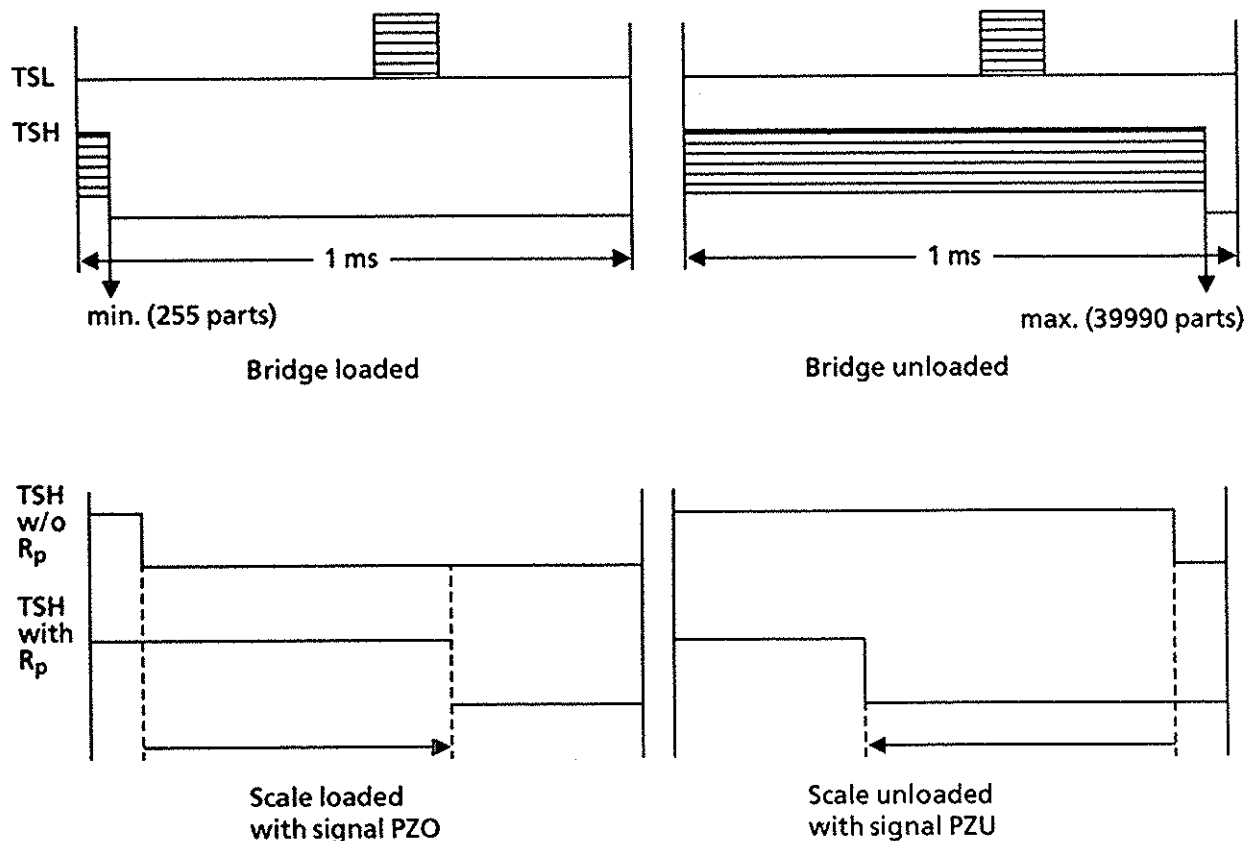 TSL
TSH
1 ms
1 ms
min. (255 parts)
max. (39990 parts)
Bridge loaded
Bridge unloaded
TSH
w/o
Rp
TSH
with
Rp
Scale loaded
with signal PZO
Scale unloaded
with signal PZU